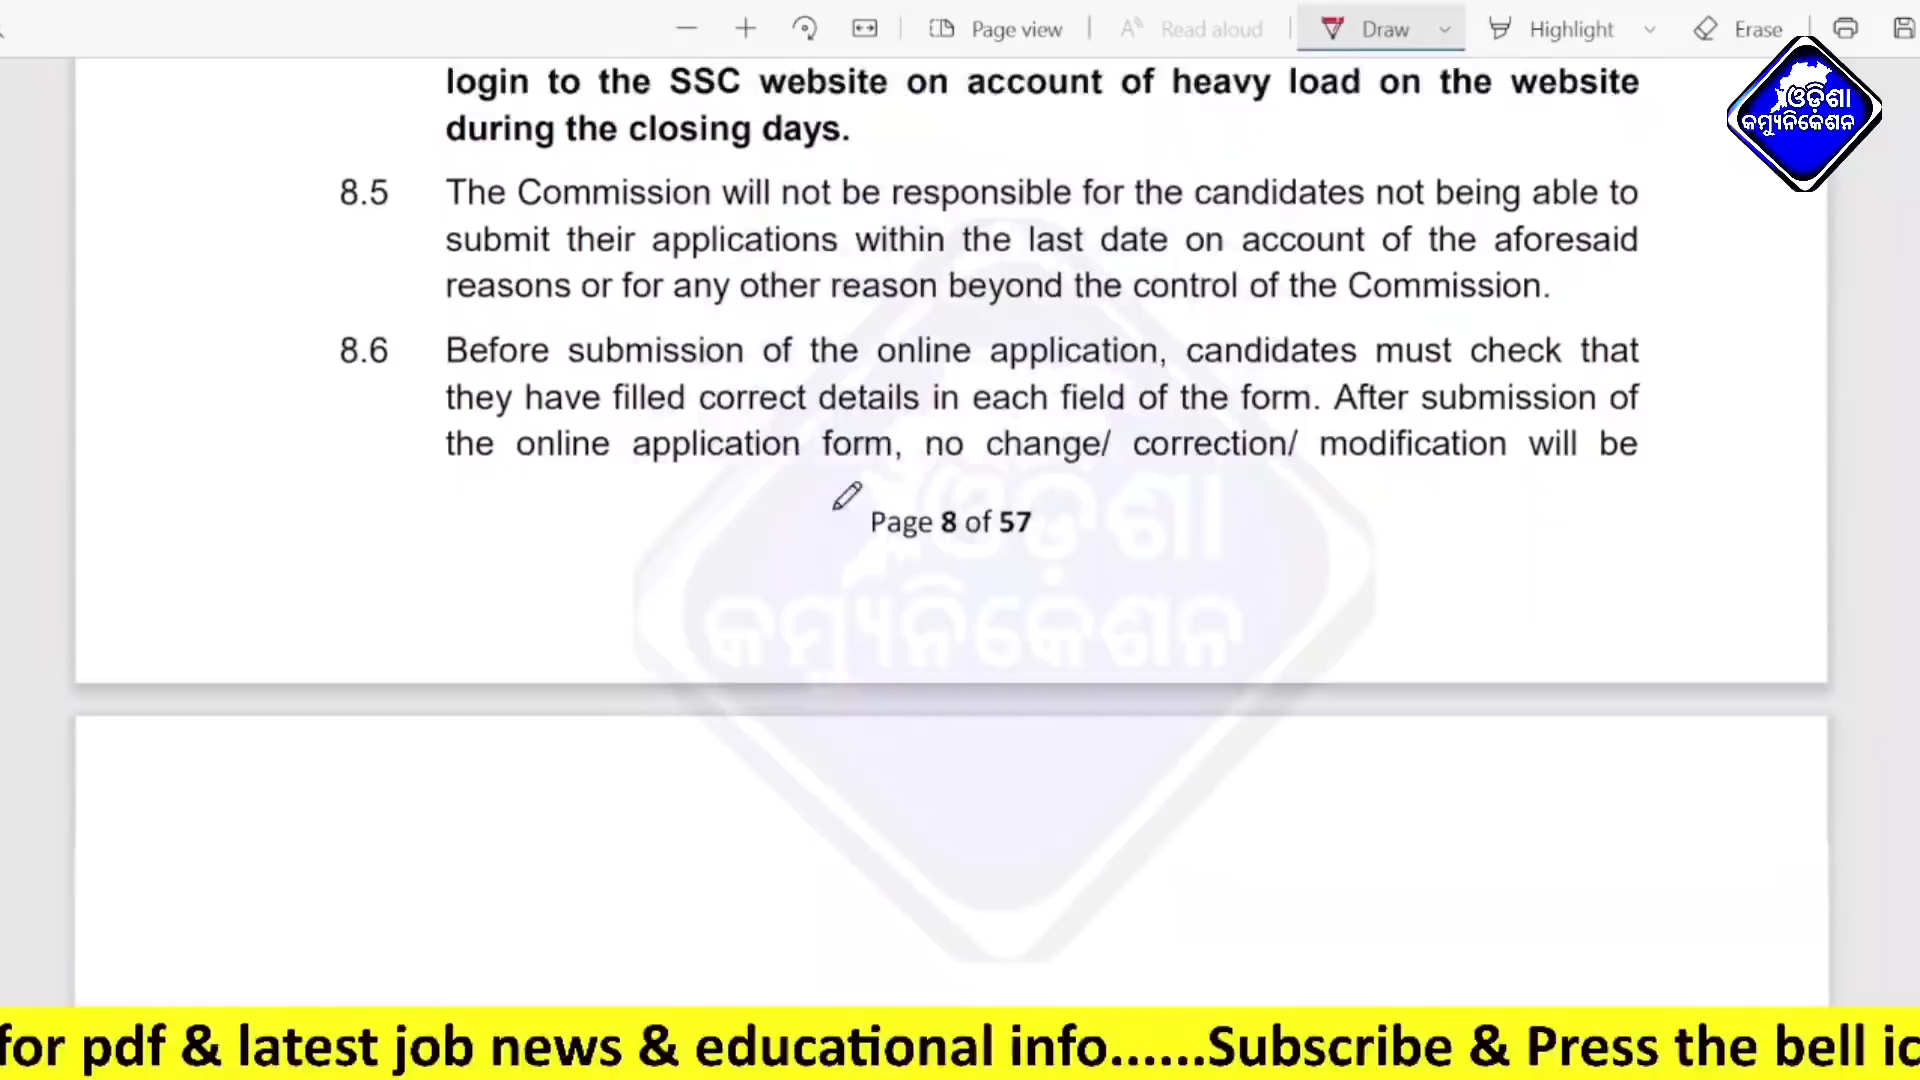 Page view
Read aloud
Draw
Highlight
Erase
login to the SSC website on account of heavy load on the website
during the closing days.
ଓଡ଼ିଶା
କମ୍ୟୁନିକେଶନ
8.5 The Commission will not be responsible for the candidates not being able to
submit their applications within the last date on account of the aforesaid
reasons or for any other reason beyond the control of the Commission.
8.6 Before submission of the online application, candidates must check that
they have filled correct details in each field of the form. After submission of
the online application form, no change/ correction/ modification will be
Page 8 of 57
ଓଡ଼ିଶା
କମ୍ୟୁନିକେଶନ
for pdf & latest job news & educational info......Subscribe & Press the bell ic